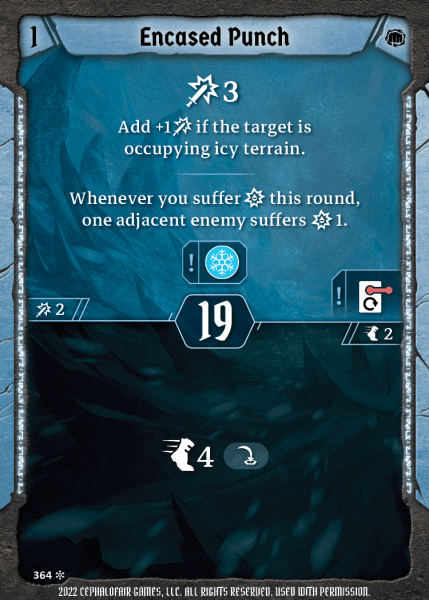 1
Encased Punch
3
Add +1 if the target is
occupying icy terrain.
Whenever you suffer this round,
one adjacent enemy suffers 1.
!
!
2
19
2
4
364
2022 CEPHALOFAIR GAMES, LLC. ALL RIGHTS RESERVED. USED WITH PERMISSION.